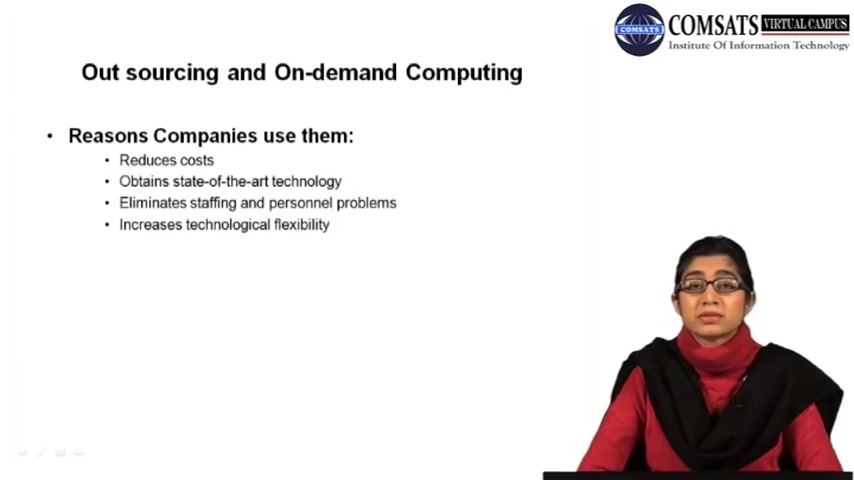 COMSATS VIRTUAL CAMPUS
Institute Of Information Technology
COMSATS
Out sourcing and On-demand Computing
• Reasons Companies use them:
• Reduces costs
• Obtains state-of-the-art technology
• Eliminates staffing and personnel problems
• Increases technological flexibility